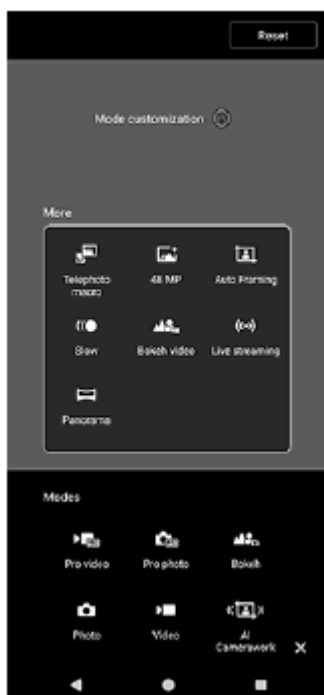 Reset
Mode customization
More
Telephoto macro
48 MP
Auto Framing
Slow
Bokeh video
Live streaming
Panorama
Modes
Pro video
Pro photo
Bokeh
Photo
Video
AI Camerawork